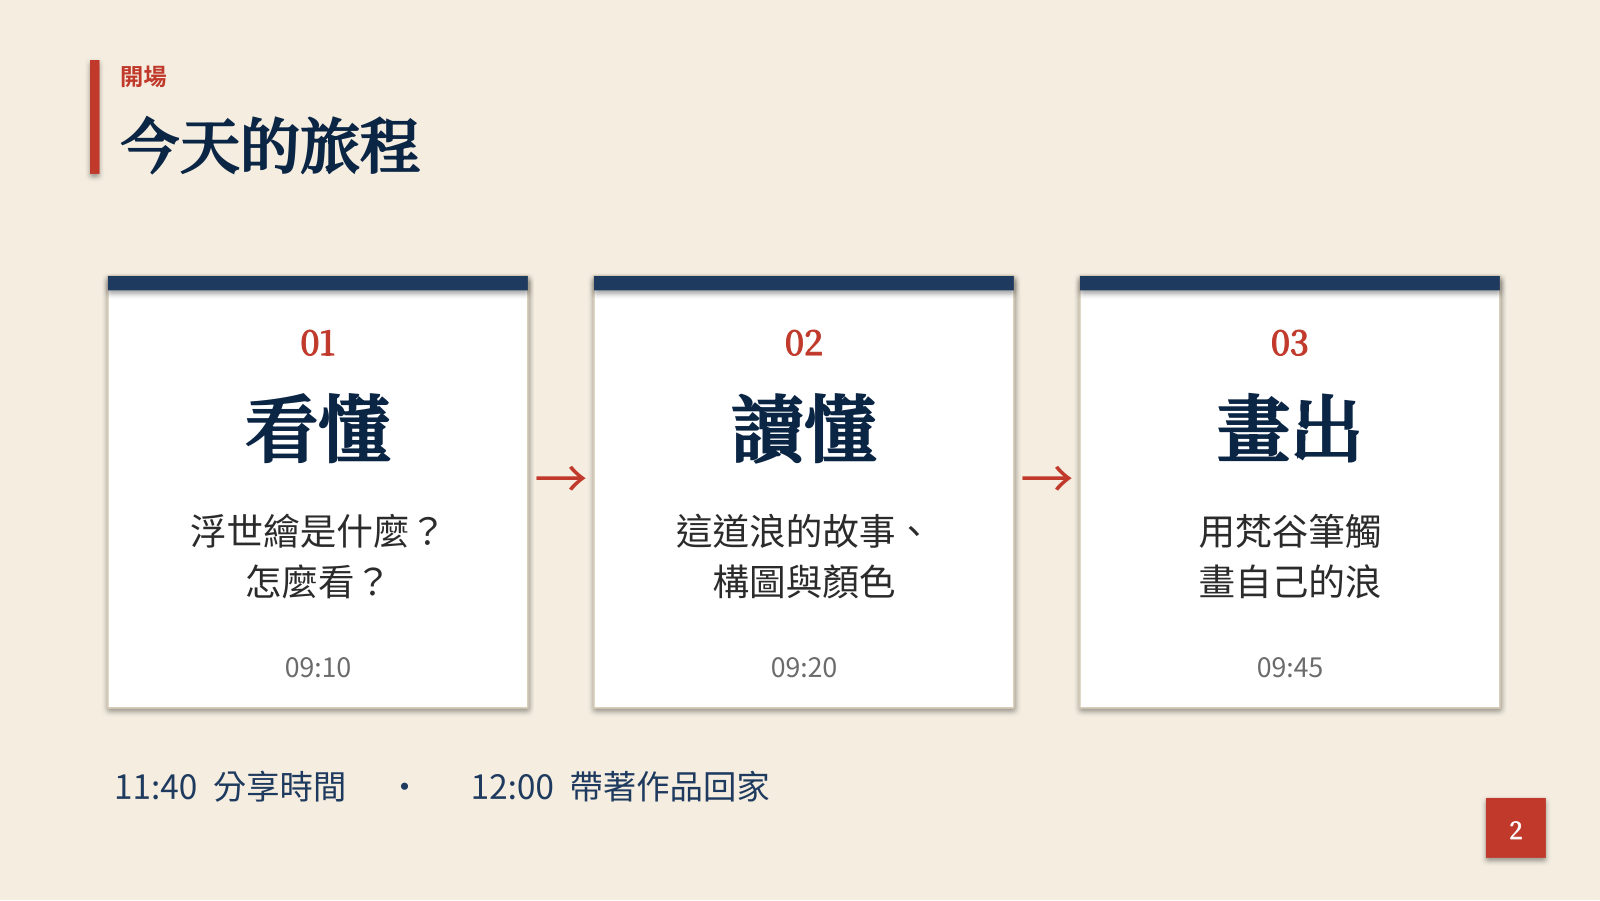 開場
今天的旅程
01
看懂
浮世繪是什麼？
怎麼看？
09:10
→
02
讀懂
這道浪的故事、
構圖與顏色
09:20
→
03
畫出
用梵谷筆觸
畫自己的浪
09:45
11:40 分享時間 · 12:00 帶著作品回家
2